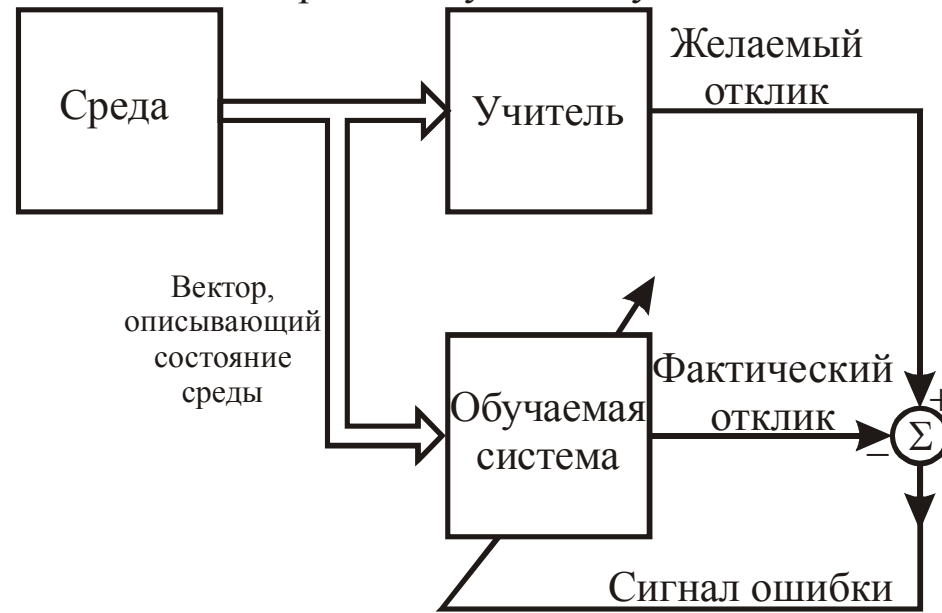 Среда
Учитель
Желаемый
отклик
Вектор,
описывающий
состояние
среды
Обучаемая
система
Фактический
отклик
+
–
Σ
Сигнал ошибки